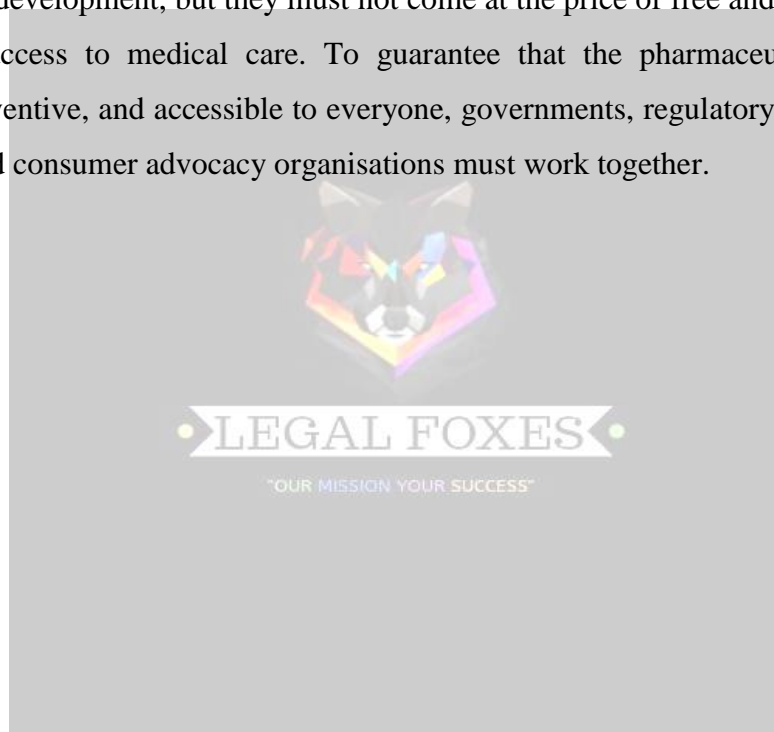 development, but they must not come at the price of free and
ccess to medical care. To guarantee that the pharmaceu
entive, and accessible to everyone, governments, regulatory
consumer advocacy organisations must work together.
LEGAL FOXES
"OUR MISSION YOUR SUCCESS"